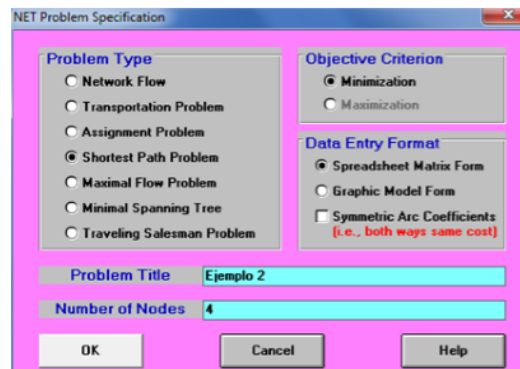 NET Problem Specification
Problem Type
Network Flow
Transportation Problem
Assignment Problem
Shortest Path Problem
Maximal Flow Problem
Minimal Spanning Tree
Traveling Salesman Problem
Objective Criterion
Minimization
Maximization
Data Entry Format
Spreadsheet Matrix Form
Graphic Model Form
Symmetric Arc Coefficients
(i.e., both ways same cost)
Problem Title Ejemplo 2
Number of Nodes 4
OK Cancel Help